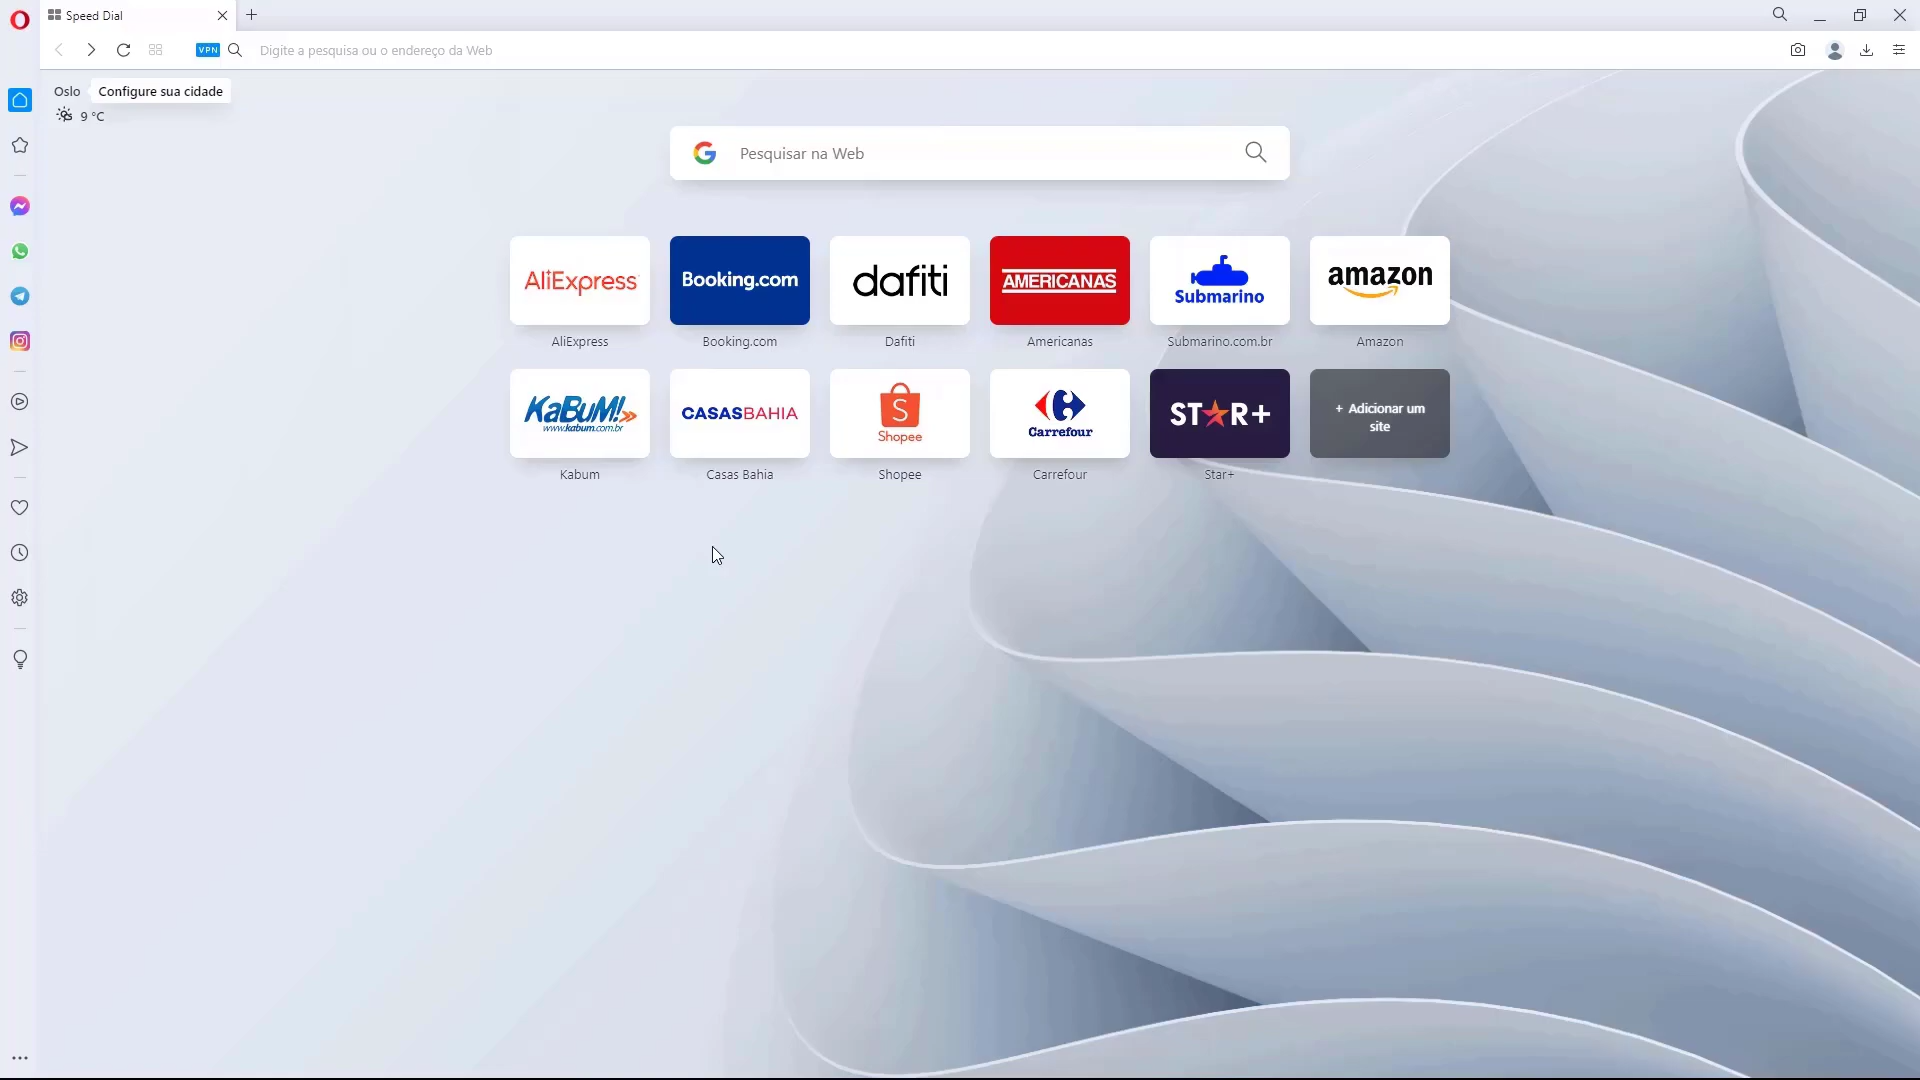 Speed Dial
VPN
Digite a pesquisa ou o endereço da Web
Oslo
Configure sua cidade
9 °C
Pesquisar na Web
AliExpress
Booking.com
dafiti
AMERICANAS
Submarino
amazon
AliExpress
Booking.com
Dafiti
Americanas
Submarino.com.br
Amazon
KaBuM!
www.kabum.com.br
CASASBAHIA
S
Shopee
Carrefour
ST★R+
+ Adicionar um
site
Kabum
Casas Bahia
Shopee
Carrefour
Star+